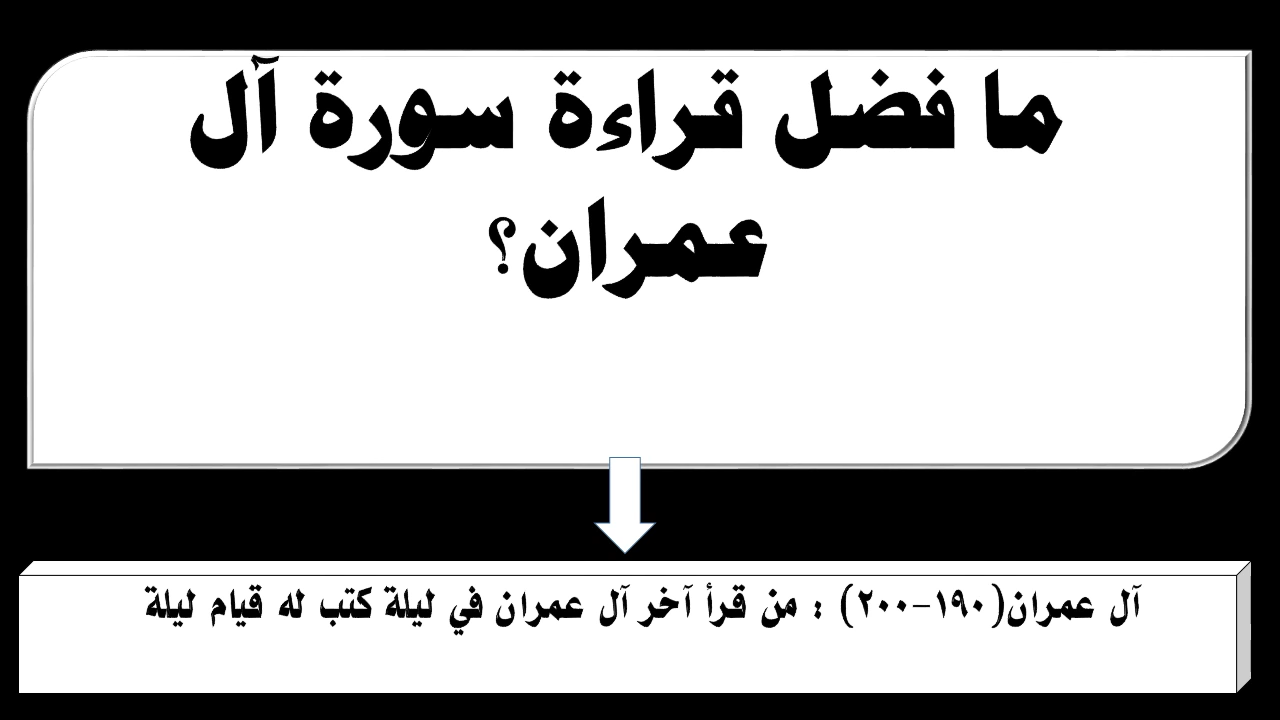 ما فضل قراءة سورة آل
عمران؟
آل عمران(١٩٠-٢٠٠) : من قرأ آخر آل عمران في ليلة كتب له قيام ليلة